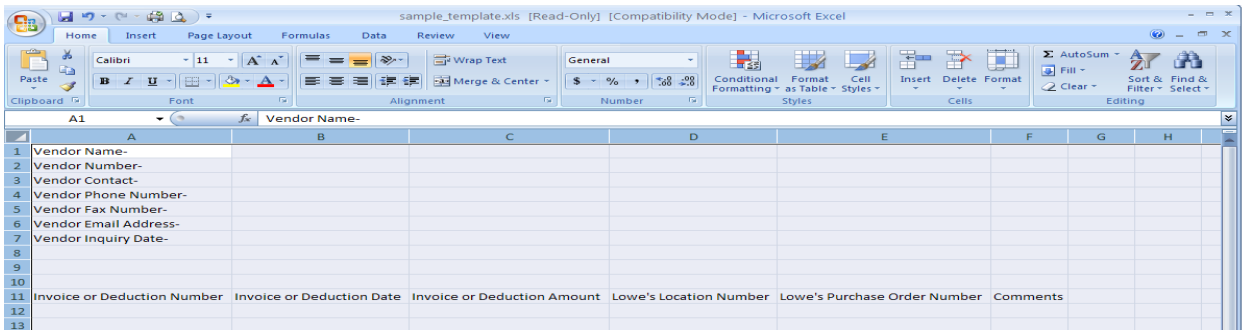 sample_template.xls [Read-Only] [Compatibility Mode] - Microsoft Excel
Home Insert Page Layout Formulas Data Review View
Calibri 11 A A Wrap Text General Σ AutoSum
Paste B I U A Merge & Center $ % , .0 .00 .00 .0 Conditional Formatting Format as Table Cell Styles Insert Delete Format Fill Clear Sort & Filter Find & Select
Clipboard Font Alignment Number Styles Cells Editing
A1 fx Vendor Name-
A B C D E F G H
1 Vendor Name-
2 Vendor Number-
3 Vendor Contact-
4 Vendor Phone Number-
5 Vendor Fax Number-
6 Vendor Email Address-
7 Vendor Inquiry Date-
8
9
10
11 Invoice or Deduction Number Invoice or Deduction Date Invoice or Deduction Amount Lowe's Location Number Lowe's Purchase Order Number Comments
12
13